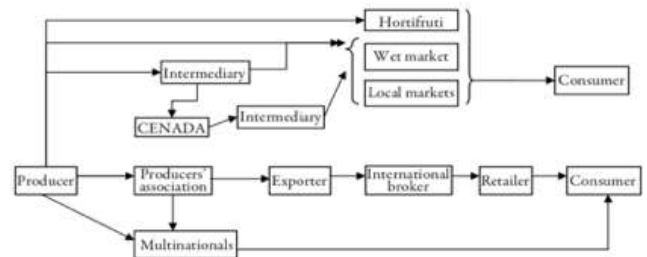 Hortifruti
Wet market
Intermediary
Consumer
Local markets
Intermediary
CENADA
Producer
Producers'
association
Exporter
International
broker
Retailer
Consumer
Multinationals